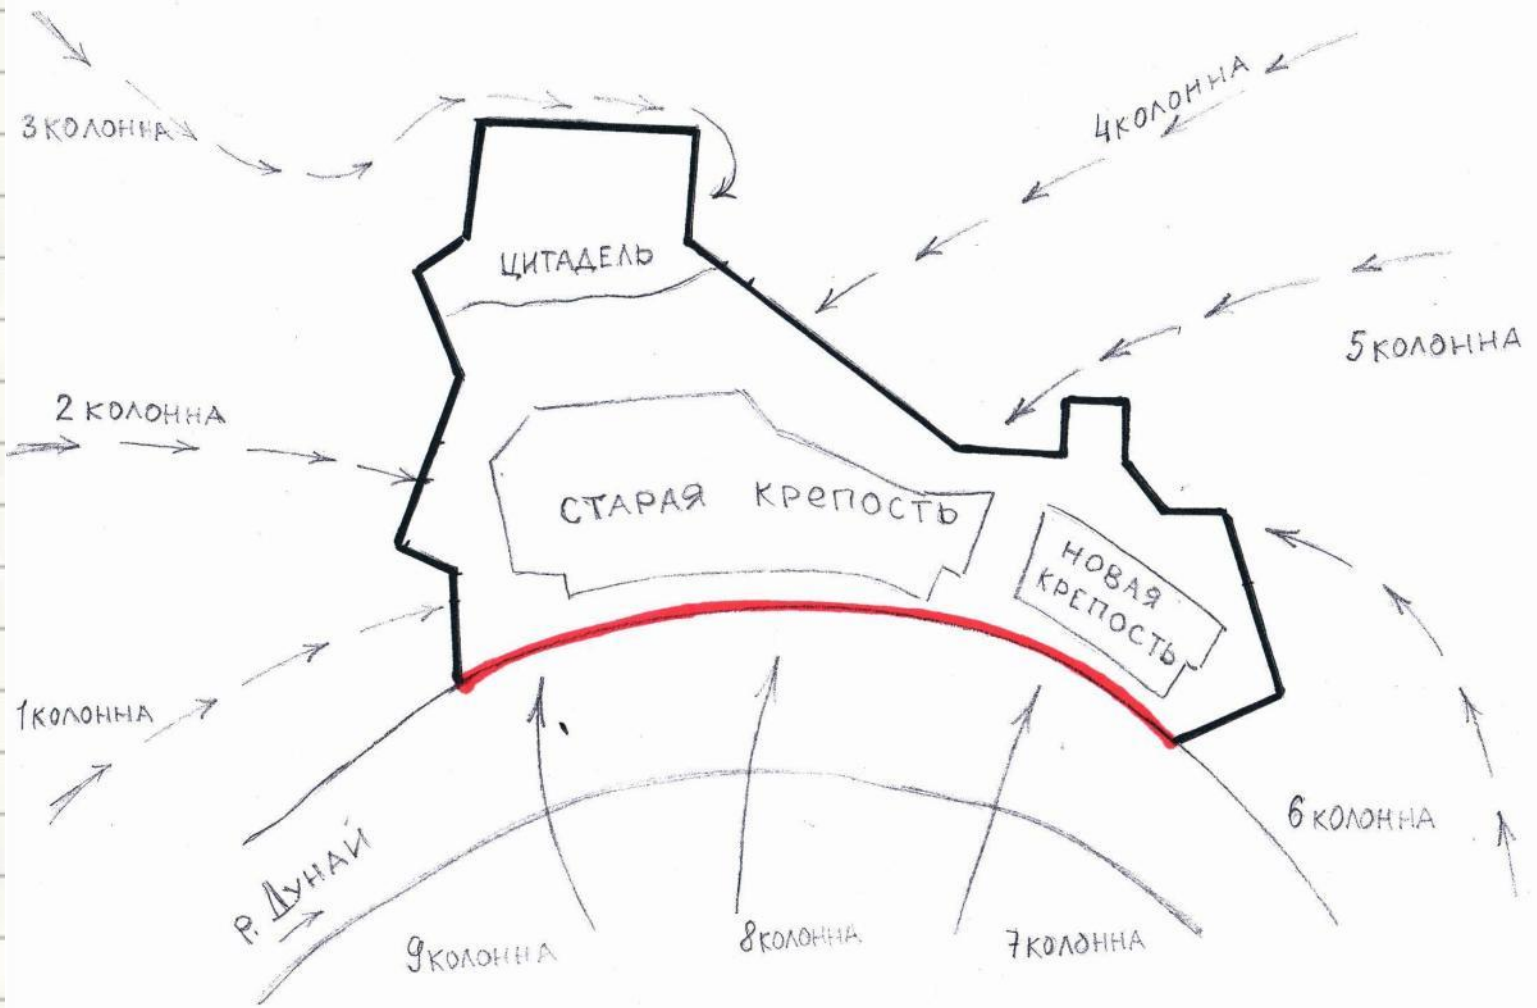 4 КОЛОННА
3 КОЛОННА
ЦИТАДЕЛЬ
5 КОЛОННА
2 КОЛОННА
СТАРАЯ КРЕПОСТЬ
НОВАЯ
КРЕПОСТЬ
1 КОЛОННА
6 КОЛОННА
Р. ДУНАЙ
9 КОЛОННА
8 КОЛОННА
7 КОЛОННА